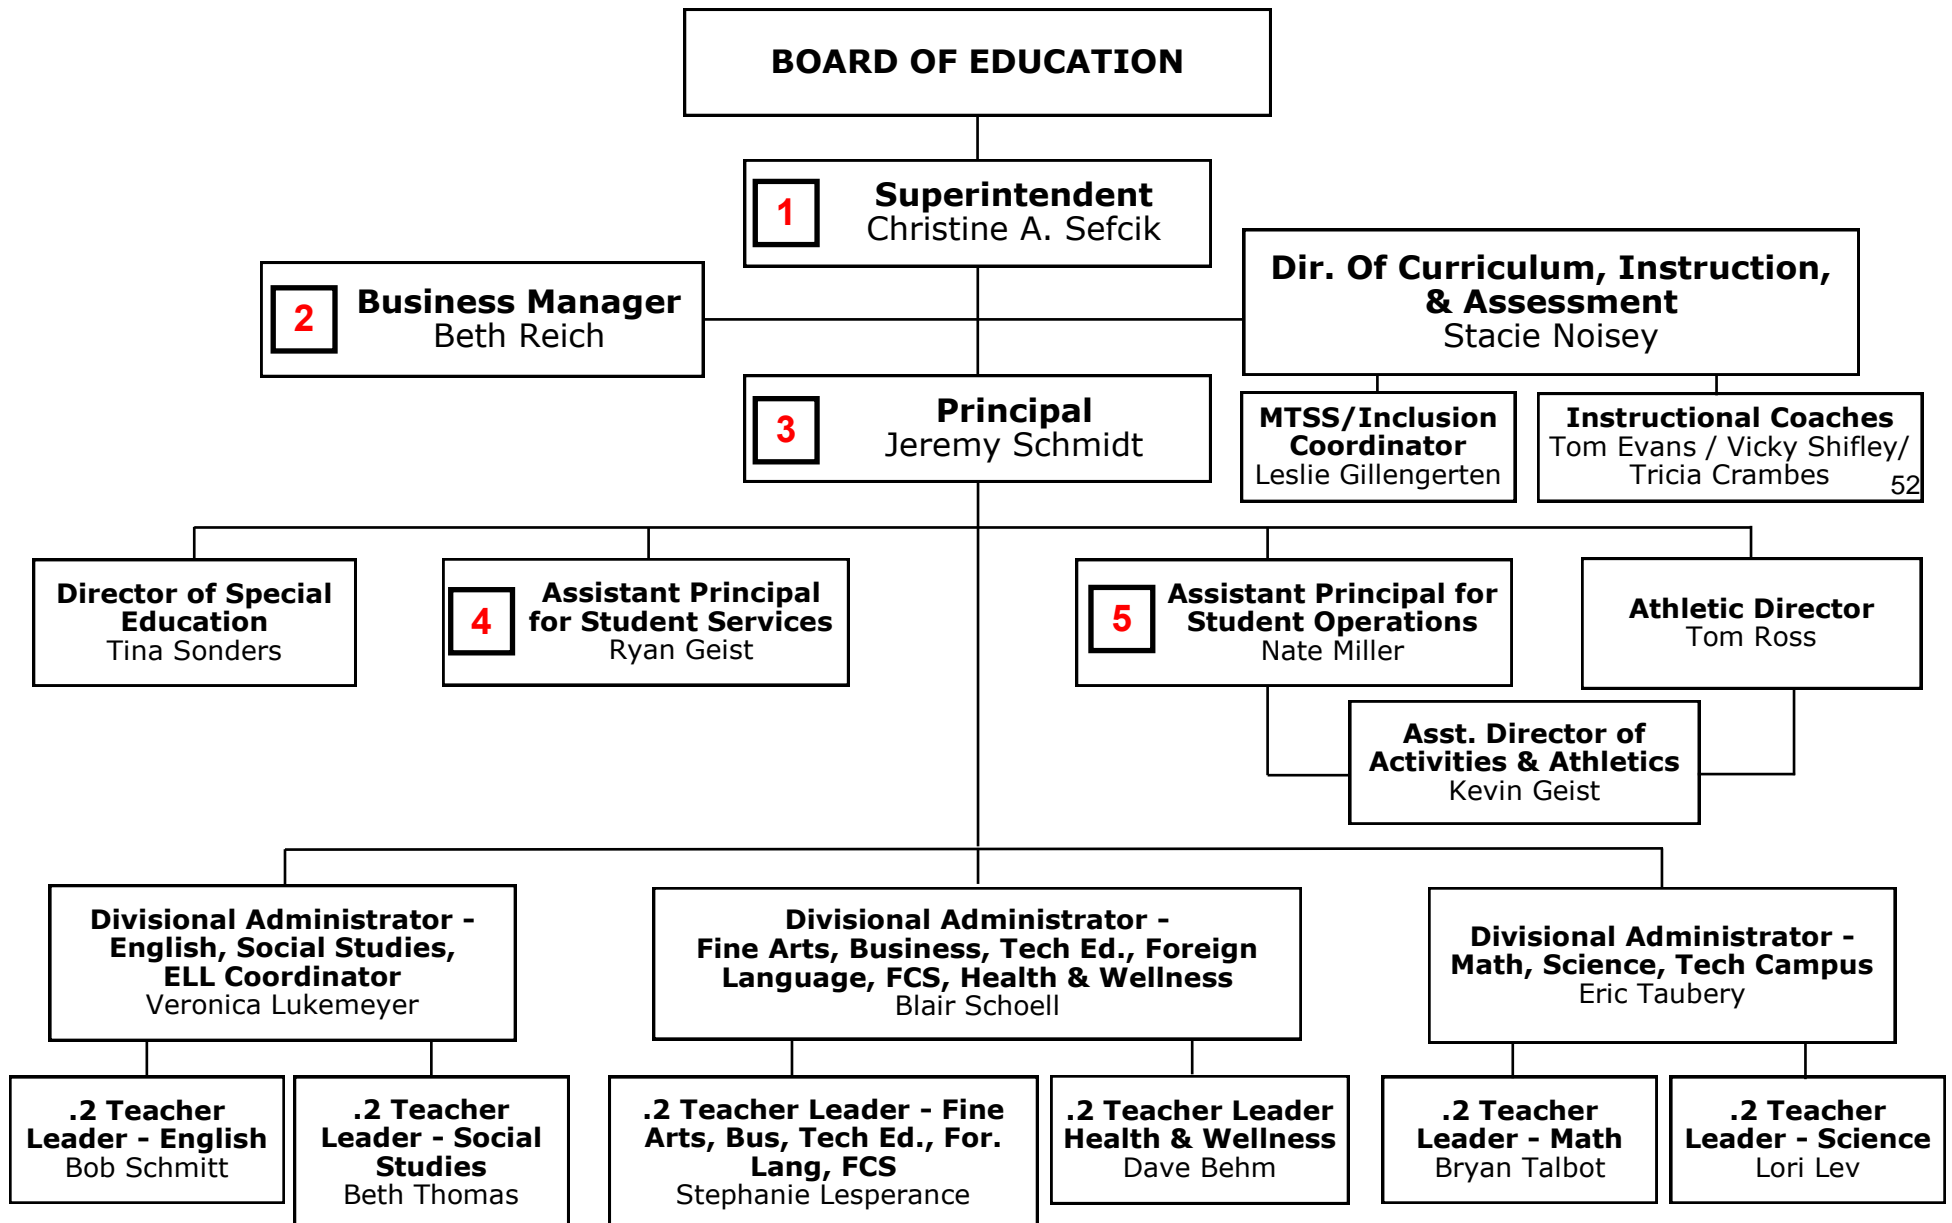 BOARD OF EDUCATION
1
Superintendent
Christine A. Sefcik
2
Business Manager
Beth Reich
Dir. Of Curriculum, Instruction,
& Assessment
Stacie Noisey
3
Principal
Jeremy Schmidt
MTSS/Inclusion
Coordinator
Leslie Gillengerten
Instructional Coaches
Tom Evans / Vicky Shifley/
Tricia Crambes
52
Director of Special
Education
Tina Sonders
4
Assistant Principal
for Student Services
Ryan Geist
5
Assistant Principal for
Student Operations
Nate Miller
Athletic Director
Tom Ross
Asst. Director of
Activities & Athletics
Kevin Geist
Divisional Administrator -
English, Social Studies,
ELL Coordinator
Veronica Lukemeyer
Divisional Administrator -
Fine Arts, Business, Tech Ed., Foreign
Language, FCS, Health & Wellness
Blair Schoell
Divisional Administrator -
Math, Science, Tech Campus
Eric Taubery
.2 Teacher
Leader - English
Bob Schmitt
.2 Teacher
Leader - Social
Studies
Beth Thomas
.2 Teacher Leader - Fine
Arts, Bus, Tech Ed., For.
Lang, FCS
Stephanie Lesperance
.2 Teacher Leader
Health & Wellness
Dave Behm
.2 Teacher
Leader - Math
Bryan Talbot
.2 Teacher
Leader - Science
Lori Lev